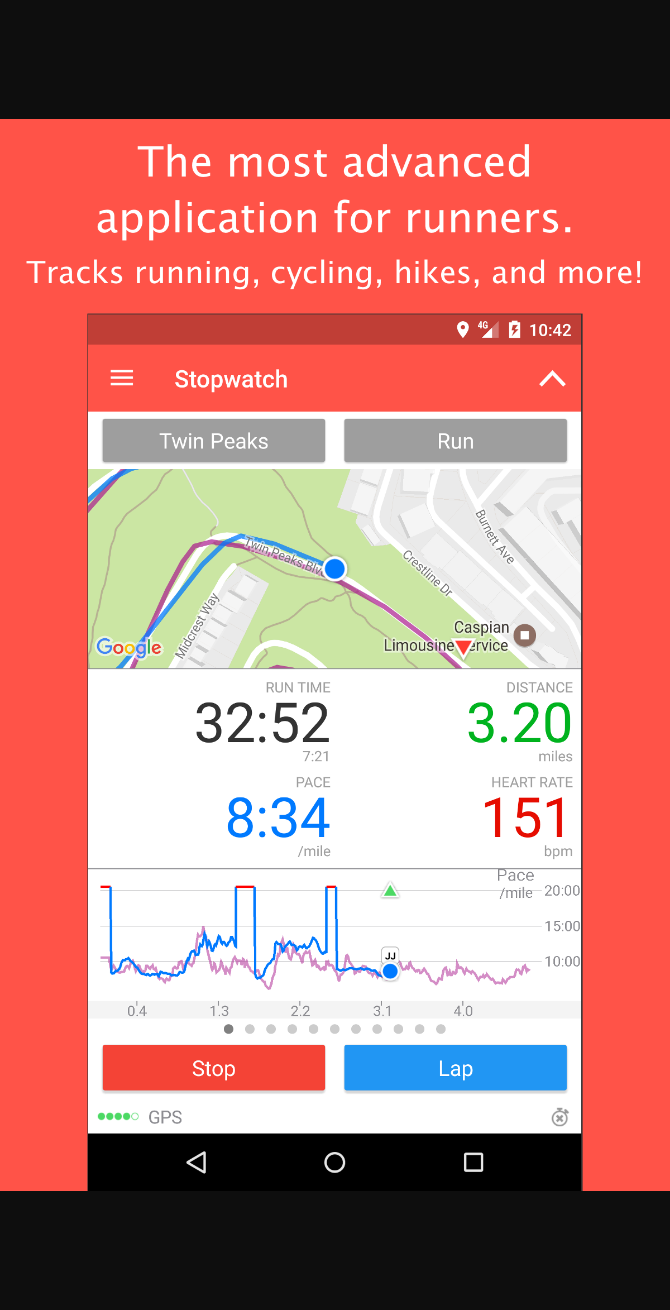 The most advanced
application for runners.
Tracks running, cycling, hikes, and more!
4G 10:42
Stopwatch
Twin Peaks Run
Burnett Ave
Twin Peaks Blv
Crestline Dr
Midcrest Way
Caspian
Limousine ervice
Google
RUN TIME DISTANCE
32:52 3.20
7:21 miles
PACE HEART RATE
8:34 151
/mile bpm
Pace
/mile 20:00
15:00
JJ
10:00
0.4 1.3 2.2 3.1 4.0
Stop Lap
GPS